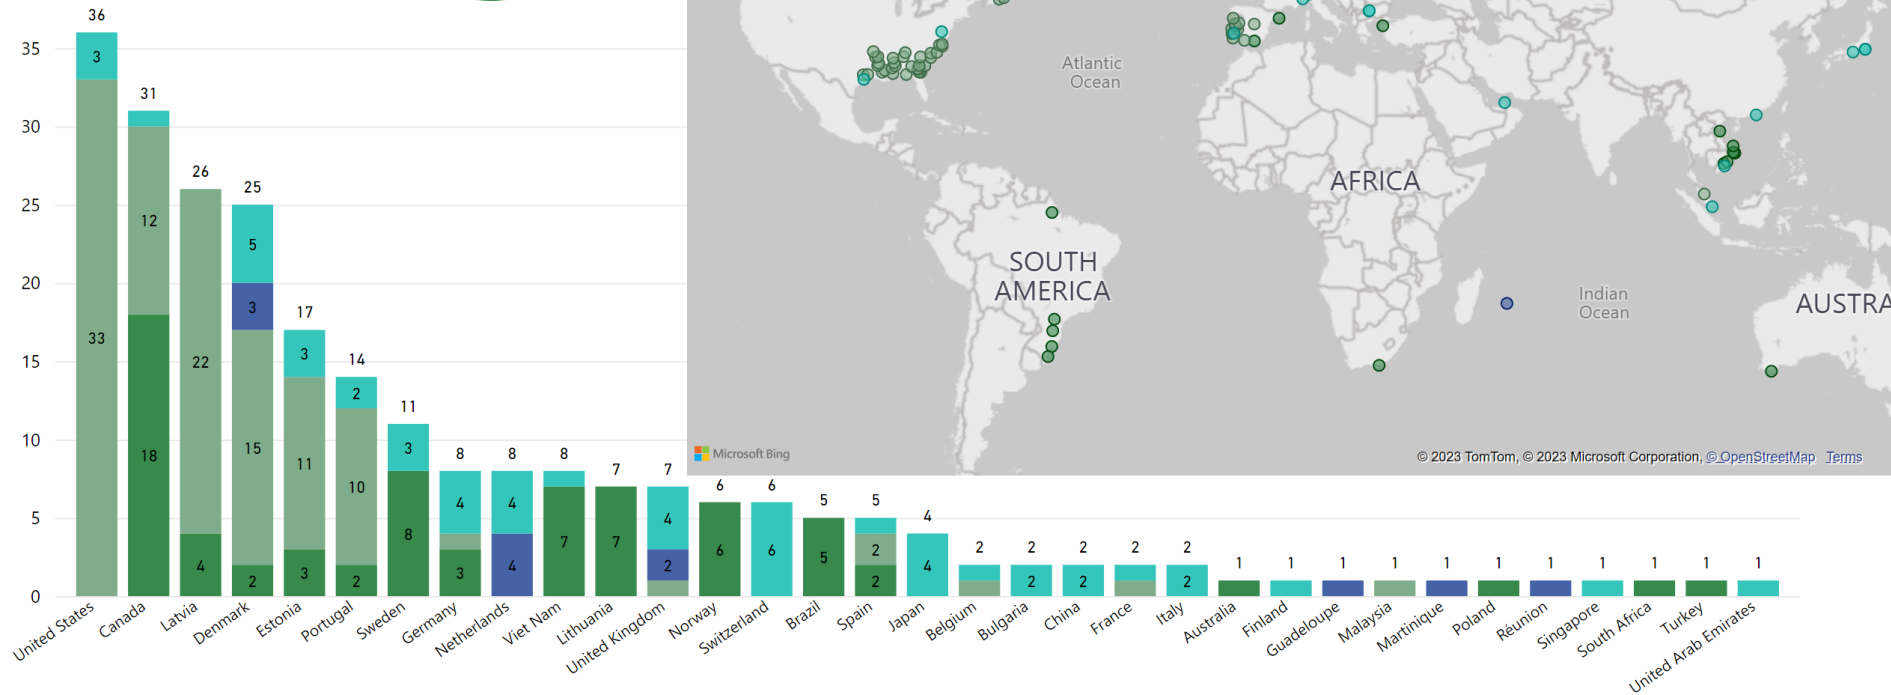 36
35
30
25
20
15
10
5
0
3
33
31
12
18
26
22
4
25
5
3
15
2
17
3
11
3
14
2
10
2
11
3
8
8
4
3
8
4
4
8
7
7
7
7
4
2
6
6
6
6
5
5
5
2
2
4
4
2
2
2
2
2
2
2
2
1
1
1
1
1
1
1
1
1
1
1
United States
Canada
Latvia
Denmark
Estonia
Portugal
Sweden
Germany
Netherlands
Viet Nam
Lithuania
United Kingdom
Norway
Switzerland
Brazil
Spain
Japan
Belgium
Bulgaria
China
France
Italy
Australia
Finland
Guadeloupe
Malaysia
Martinique
Poland
Réunion
Singapore
South Africa
Turkey
United Arab Emirates
Atlantic
Ocean
AFRICA
SOUTH
AMERICA
Indian
Ocean
AUSTRA
Microsoft Bing
© 2023 TomTom, © 2023 Microsoft Corporation, © OpenStreetMap Terms